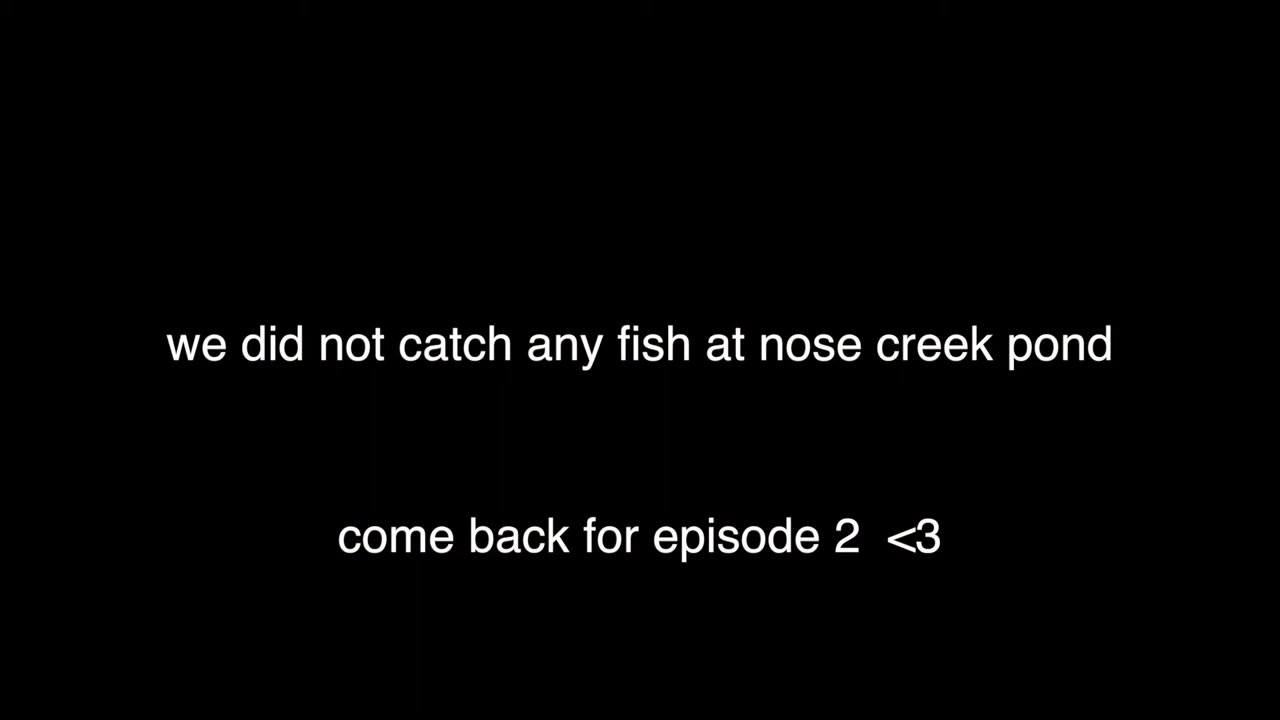 we did not catch any fish at nose creek pond
come back for episode 2  <3